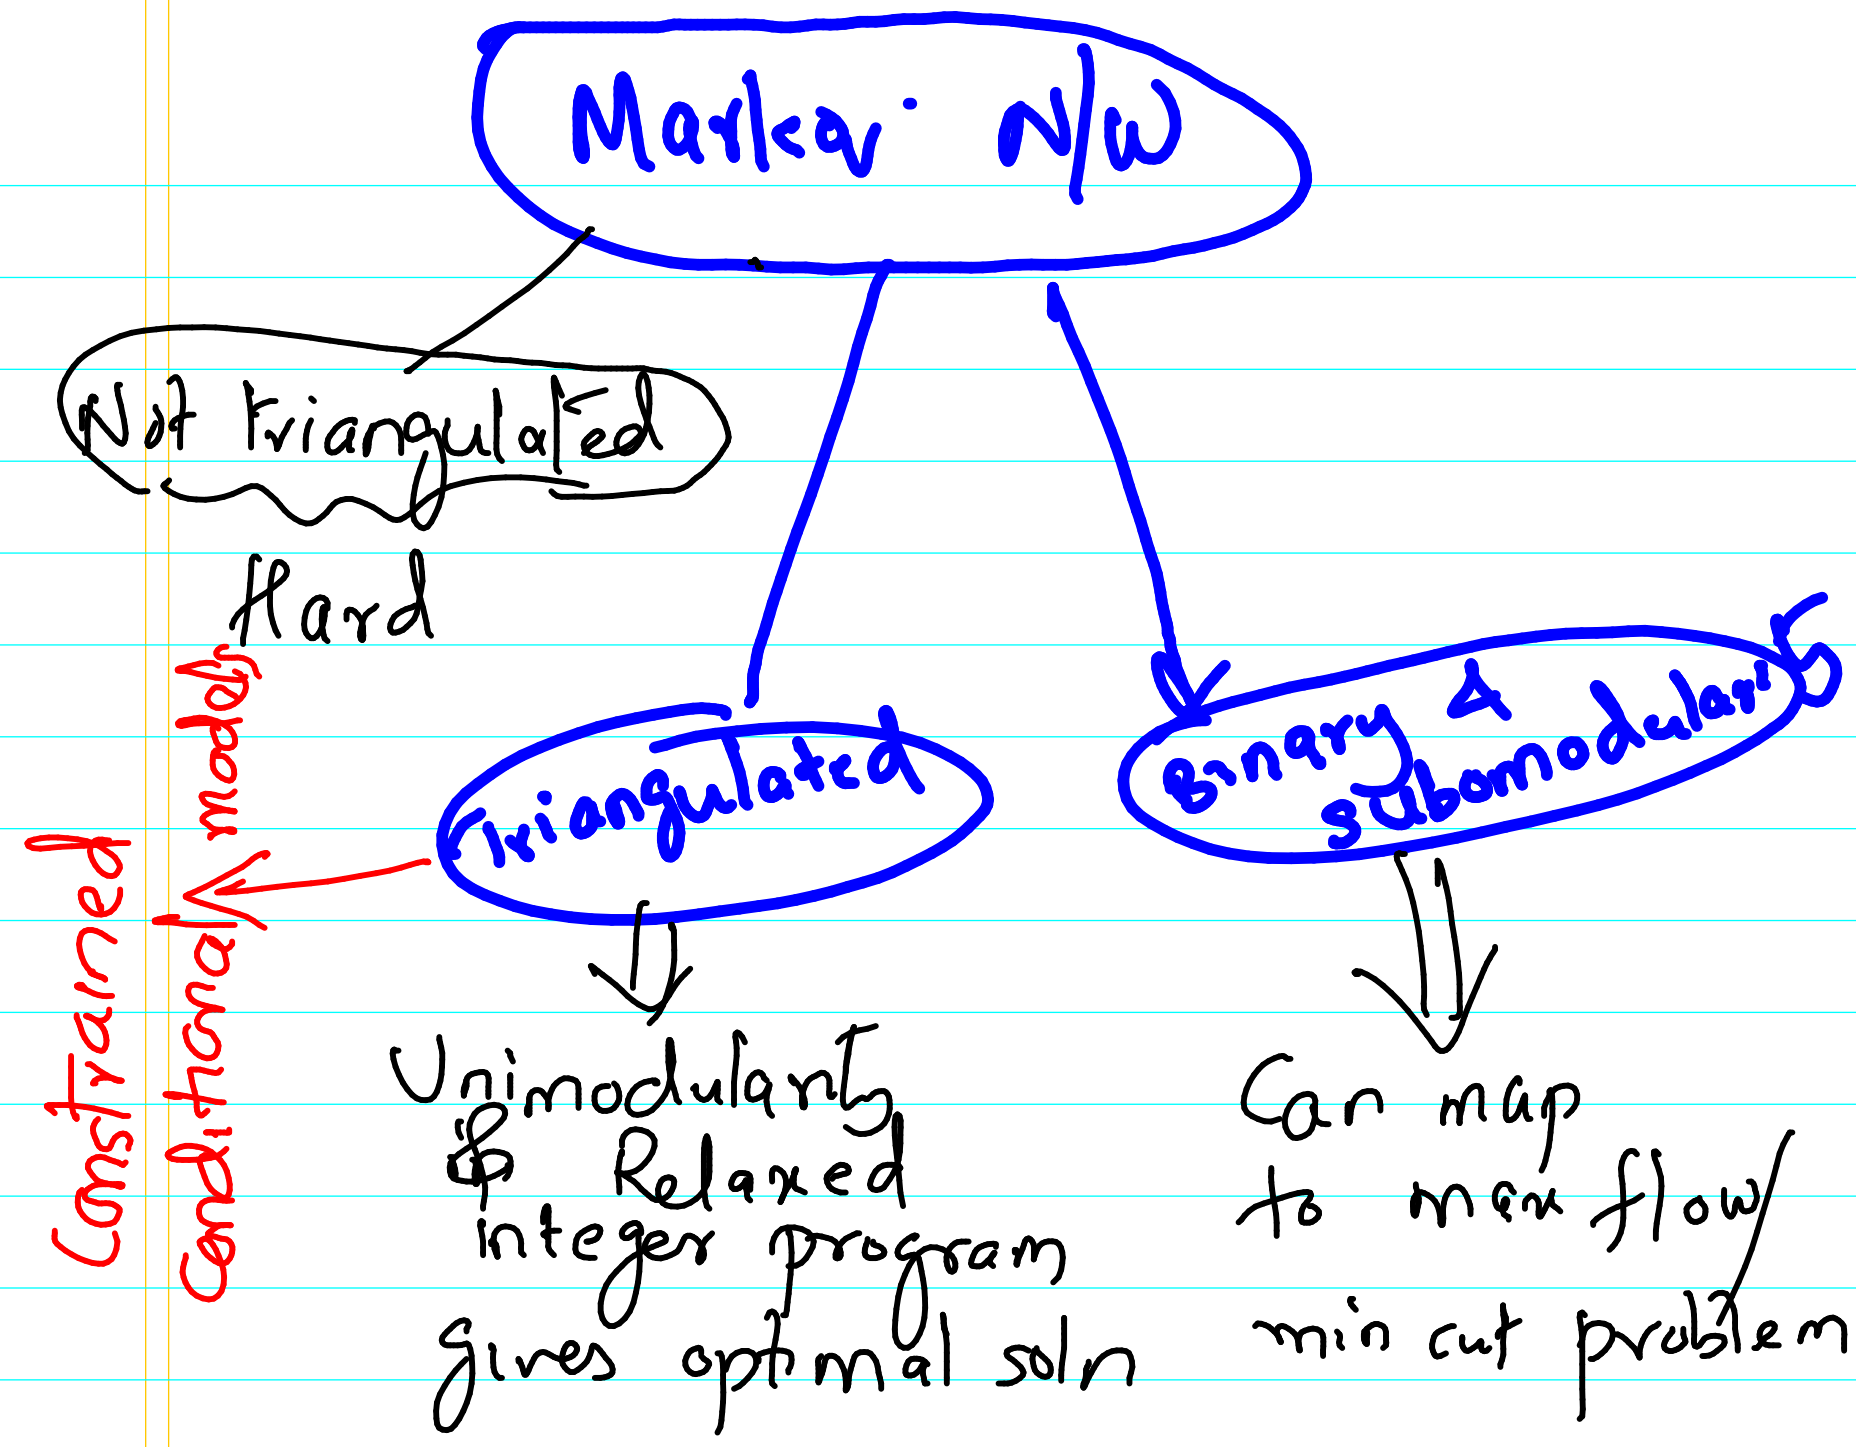 Markov N/W
Not triangulated
Hard
Triangulated
Binary &
submodularity
Constrained
conditional models
Unimodularity
& Relaxed
integer program
gives optimal soln
Can map
to max flow/
min cut problem